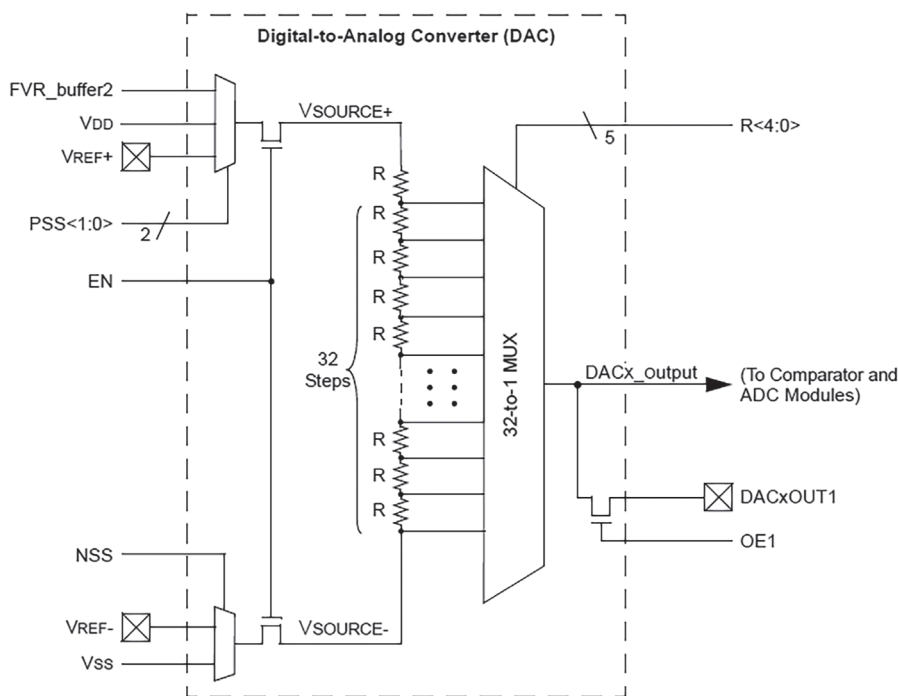 Digital-to-Analog Converter (DAC)
FVR_buffer2
VSOURCE+
VDD
R<4:0>
5
VREF+
R
R
PSS<1:0>
2
R
EN
R
R
32
Steps
32-to-1 MUX
DACx_output
(To Comparator and
ADC Modules)
R
R
R
DACxOUT1
OE1
NSS
VREF-
VSOURCE-
VSS